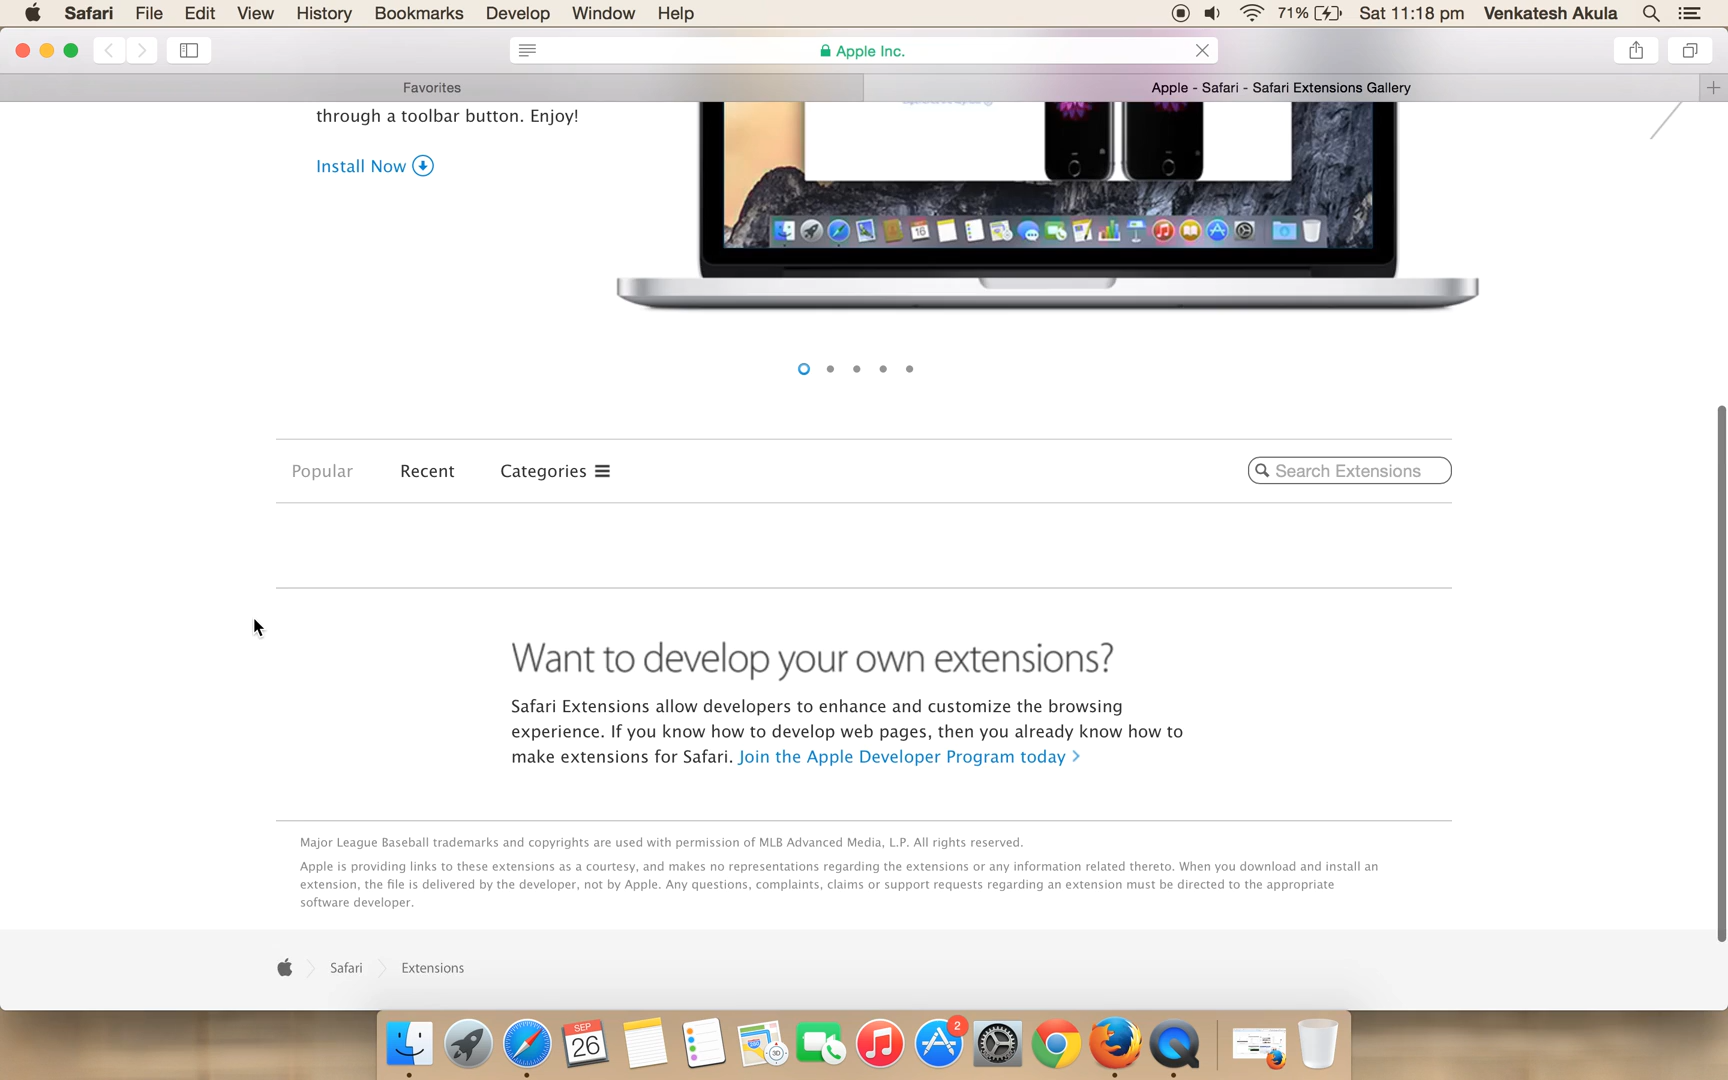 Safari File Edit View History Bookmarks Develop Window Help 71% Sat 11:18 pm Venkatesh Akula
Apple Inc.
Favorites Apple - Safari - Safari Extensions Gallery
through a toolbar button. Enjoy!
Install Now
16
Popular Recent Categories Search Extensions
Want to develop your own extensions?
Safari Extensions allow developers to enhance and customize the browsing
experience. If you know how to develop web pages, then you already know how to
make extensions for Safari. Join the Apple Developer Program today
Major League Baseball trademarks and copyrights are used with permission of MLB Advanced Media, L.P. All rights reserved.
Apple is providing links to these extensions as a courtesy, and makes no representations regarding the extensions or any information related thereto. When you download and install an
extension, the file is delivered by the developer, not by Apple. Any questions, complaints, claims or support requests regarding an extension must be directed to the appropriate
software developer.
Safari Extensions
SEP
26
3D
2